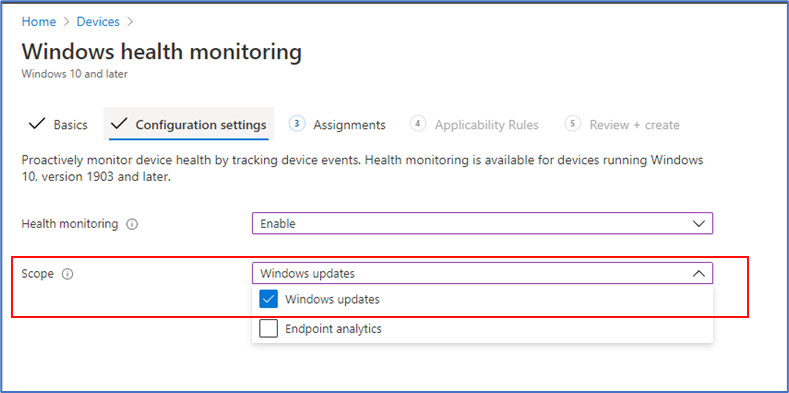 Home > Devices >
Windows health monitoring
Windows 10 and later
Basics Configuration settings 3 Assignments 4 Applicability Rules 5 Review + create
Proactively monitor device health by tracking device events. Health monitoring is available for devices running Windows
10, version 1903 and later.
Health monitoring Enable
Scope Windows updates
Windows updates
Endpoint analytics